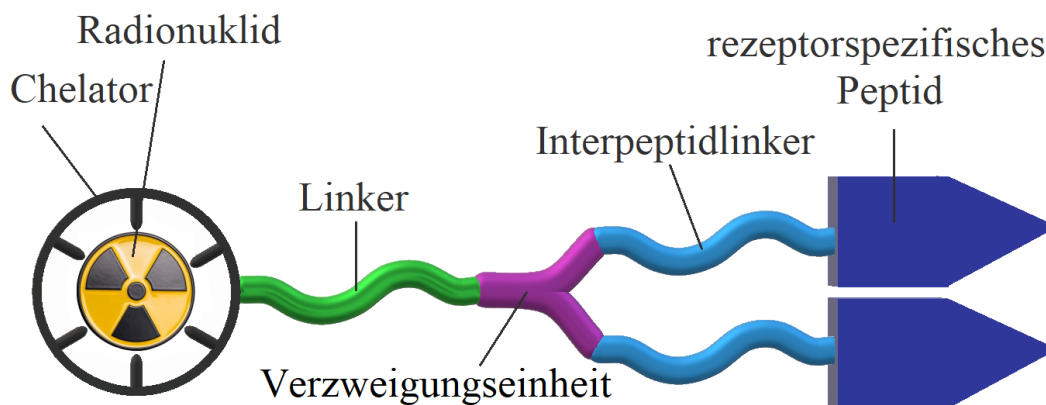 Radionuklid
Chelator
Linker
Verzweigungseinheit
Interpeptidlinker
rezeptorspezifisches
Peptid